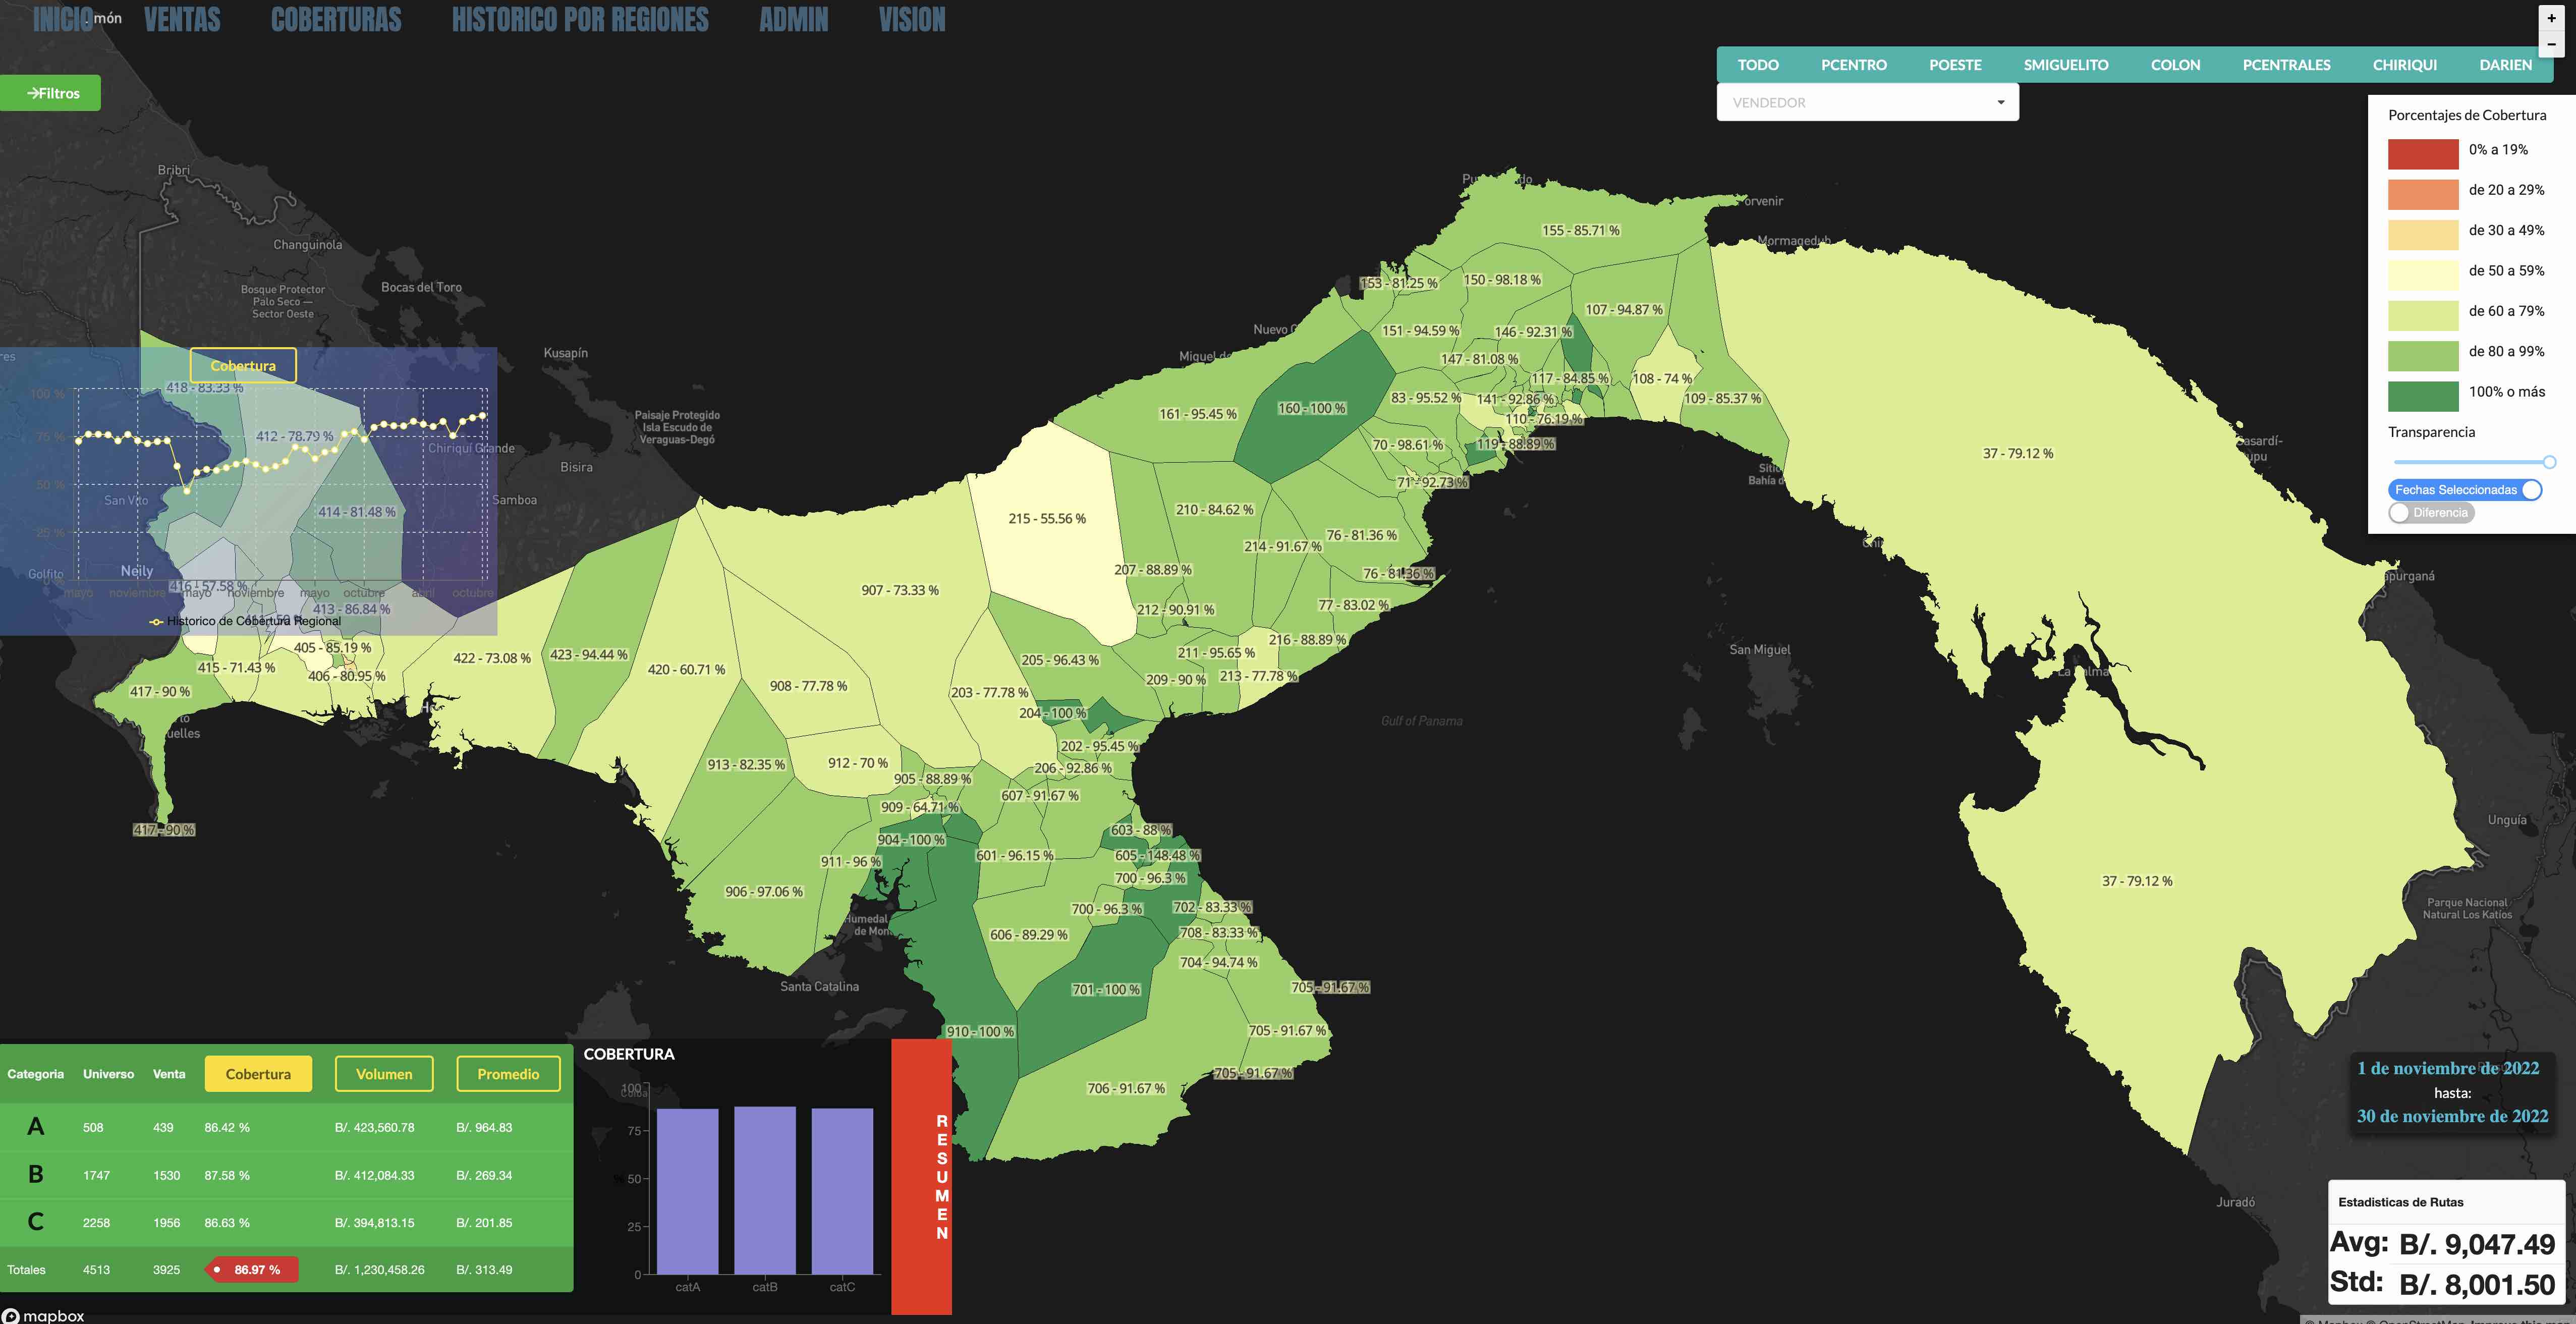 INICIO VENTAS COBERTURAS HISTORICO POR REGIONES ADMIN VISION
món
+
−
TODO PCENTRO POESTE SMIGUELITO COLON PCENTRALES CHIRIQUI DARIEN
→Filtros
VENDEDOR
Porcentajes de Cobertura
0% a 19%
de 20 a 29%
de 30 a 49%
de 50 a 59%
de 60 a 79%
de 80 a 99%
100% o más
Transparencia
Fechas Seleccionadas
Diferencia
Bribri
Changuinola
Bosque Protector
Palo Seco —
Sector Oeste
Bocas del Toro
Kusapín
Paisaje Protegido
Isla Escudo de
Veraguas-Degó
Bisira
Samboa
Chiriquí Grande
San Vito
Neily
Golfito
Cobertura
100 %
75 %
50 %
25 %
mayo noviembre mayo noviembre mayo octubre abril octubre
Historico de Cobertura Regional
418 - 83.33 %
412 - 78.79 %
414 - 81.48 %
416 - 57.58 %
413 - 86.84 %
405 - 85.19 %
415 - 71.43 %
406 - 80.95 %
417 - 90 %
417 - 90 %
uelles
422 - 73.08 %
423 - 94.44 %
420 - 60.71 %
907 - 73.33 %
908 - 77.78 %
913 - 82.35 %
912 - 70 %
905 - 88.89 %
909 - 64.71 %
904 - 100 %
911 - 96 %
906 - 97.06 %
910 - 100 %
Humedal
de Mon
Santa Catalina
155 - 85.71 %
153 - 81.25 %
150 - 98.18 %
107 - 94.87 %
151 - 94.59 %
146 - 92.31 %
147 - 81.08 %
117 - 84.85 %
108 - 74 %
109 - 85.37 %
83 - 95.52 %
141 - 92.86 %
110 - 76.19 %
161 - 95.45 %
160 - 100 %
70 - 98.61 %
119 - 88.89 %
71 - 92.73 %
215 - 55.56 %
210 - 84.62 %
214 - 91.67 %
76 - 81.36 %
76 - 81.36 %
207 - 88.89 %
212 - 90.91 %
77 - 83.02 %
216 - 88.89 %
211 - 95.65 %
213 - 77.78 %
209 - 90 %
205 - 96.43 %
203 - 77.78 %
204 - 100 %
202 - 95.45 %
206 - 92.86 %
607 - 91.67 %
603 - 88 %
605 - 148.48 %
601 - 96.15 %
700 - 96.3 %
700 - 96.3 %
702 - 83.33 %
708 - 83.33 %
606 - 89.29 %
704 - 94.74 %
701 - 100 %
705 - 91.67 %
705 - 91.67 %
705 - 91.67 %
706 - 91.67 %
37 - 79.12 %
37 - 79.12 %
orvenir
Mormagedub
Nuevo
Miguel de
Gulf of Panama
San Miguel
Sasardí-
upu
apurganá
La Palma
Unguía
Parque Nacional
Natural Los Katíos
Juradó
Categoria Universo Venta Cobertura Volumen Promedio
A 508 439 86.42 % B/. 423,560.78 B/. 964.83
B 1747 1530 87.58 % B/. 412,084.33 B/. 269.34
C 2258 1956 86.63 % B/. 394,813.15 B/. 201.85
Totales 4513 3925 86.97 % B/. 1,230,458.26 B/. 313.49
COBERTURA
100
75
50
25
0
catA catB catC
Coiba
RESUMEN
1 de noviembre de 2022
hasta:
30 de noviembre de 2022
Estadisticas de Rutas
Avg: B/. 9,047.49
Std: B/. 8,001.50
mapbox